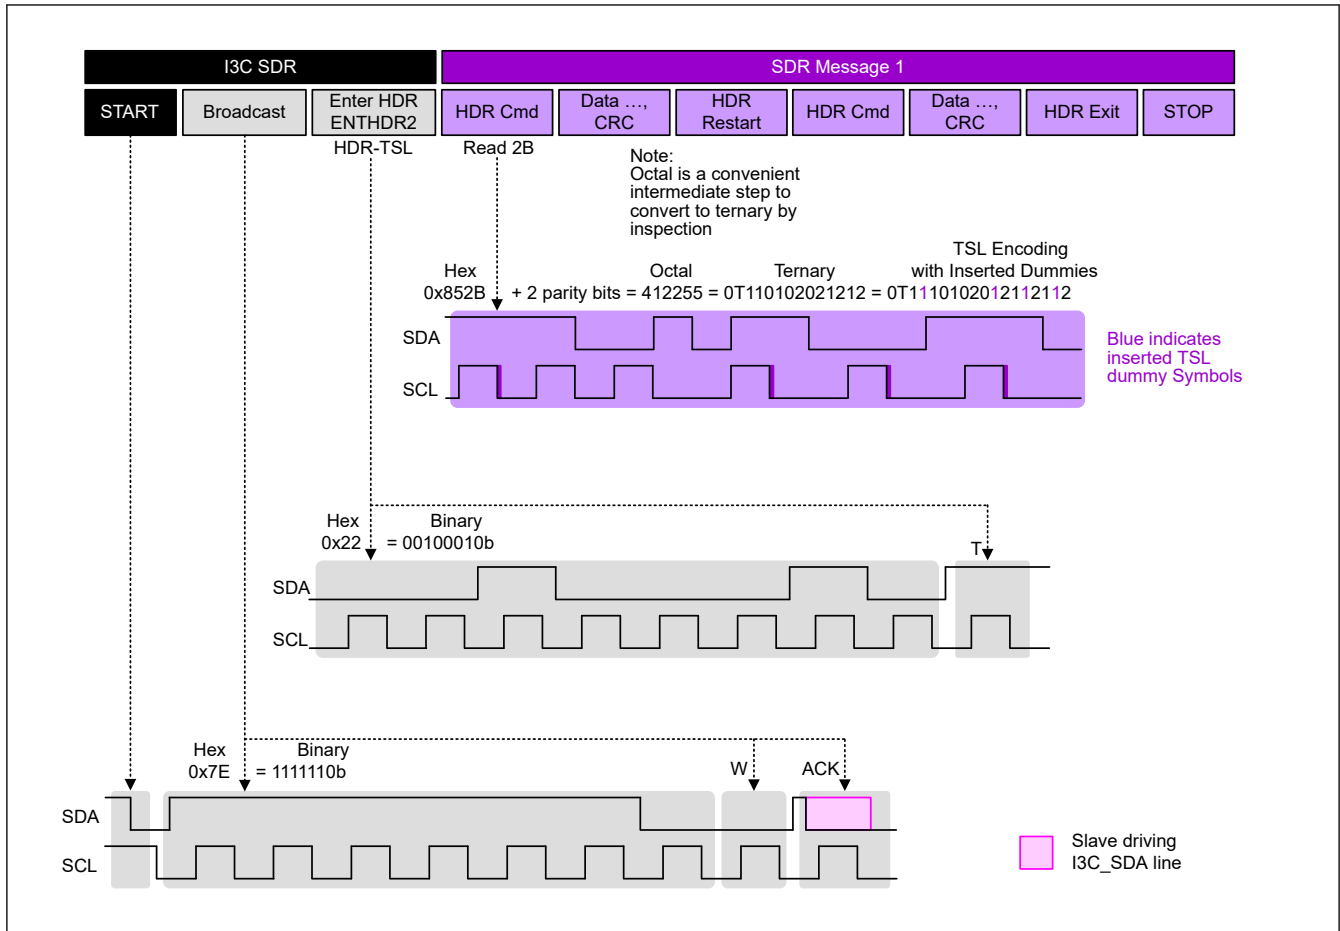 I3C SDR
SDR Message 1
START
Broadcast
Enter HDR
ENTHDR2
HDR Cmd
Data ...,
CRC
HDR
Restart
HDR Cmd
Data ...,
CRC
HDR Exit
STOP
HDR-TSL
Read 2B
Note:
Octal is a convenient
intermediate step to
convert to ternary by
inspection
TSL Encoding
with Inserted Dummies
Hex
Octal
Ternary
0x852B + 2 parity bits = 412255 = 0T110102021212 = 0T1110102012112112
SDA
SCL
Blue indicates
inserted TSL
dummy Symbols
Hex
Binary
0x22 = 00100010b
T
SDA
SCL
Hex
Binary
0x7E = 1111110b
W
ACK
SDA
SCL
Slave driving
I3C_SDA line